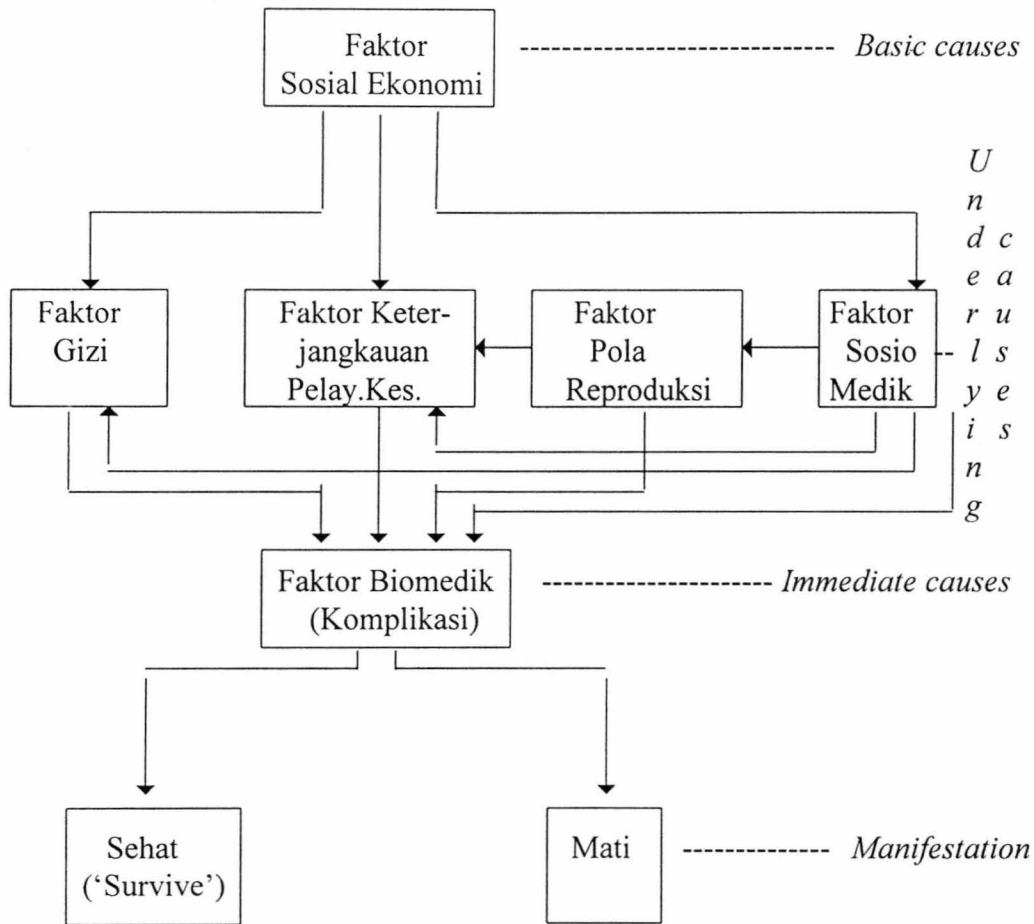 Faktor
Sosial Ekonomi
Basic causes
Underlying
causes
Faktor
Gizi
Faktor Keter-
jangkauan
Pelay.Kes.
Faktor
Pola
Reproduksi
Faktor
Sosio
Medik
Faktor Biomedik
(Komplikasi)
Immediate causes
Sehat
(‘Survive’)
Mati
Manifestation